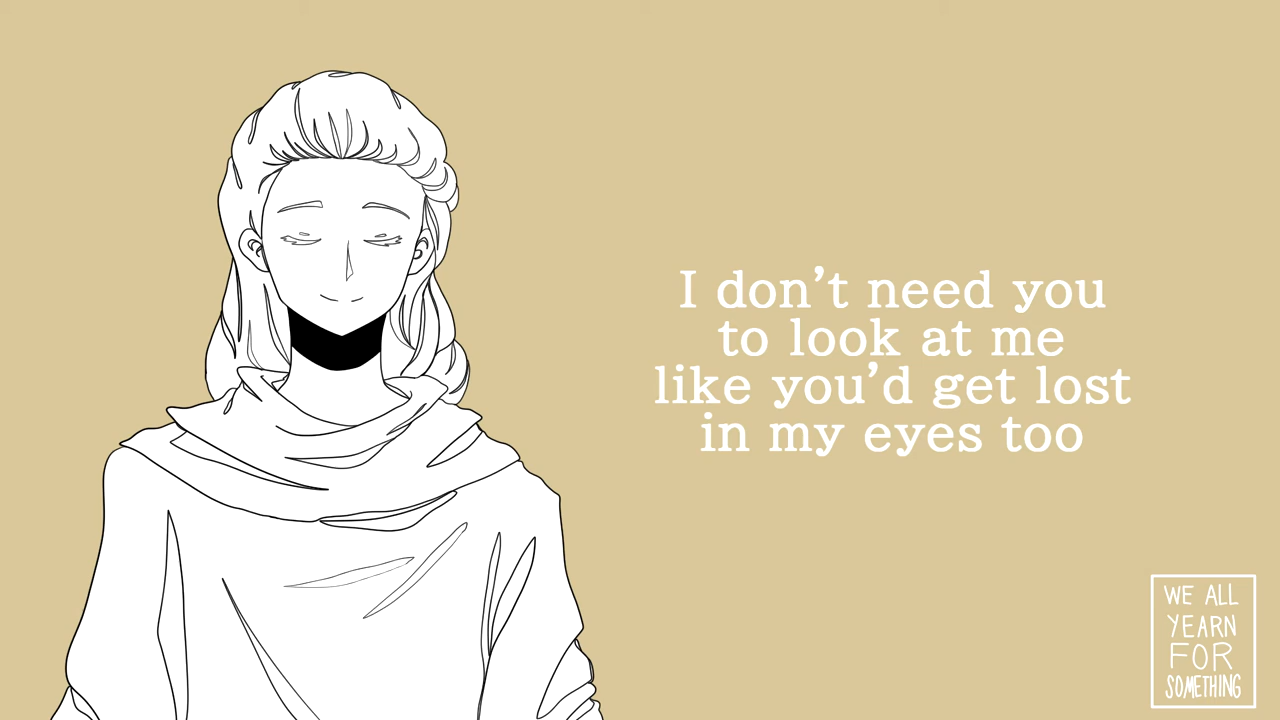 I don’t need you
to look at me
like you’d get lost
in my eyes too
WE ALL
YEARN
FOR
SOMETHING